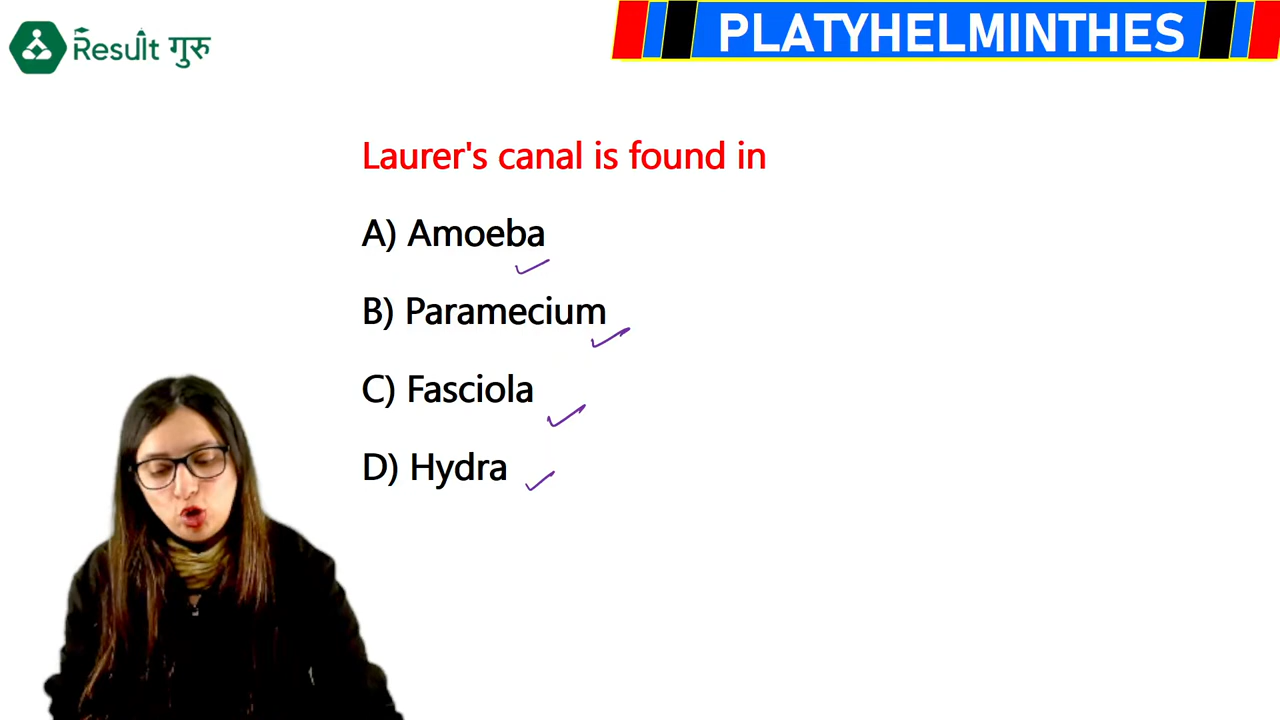 Result गुरु
PLATYHELMINTHES
Laurer's canal is found in
A) Amoeba
B) Paramecium
C) Fasciola
D) Hydra